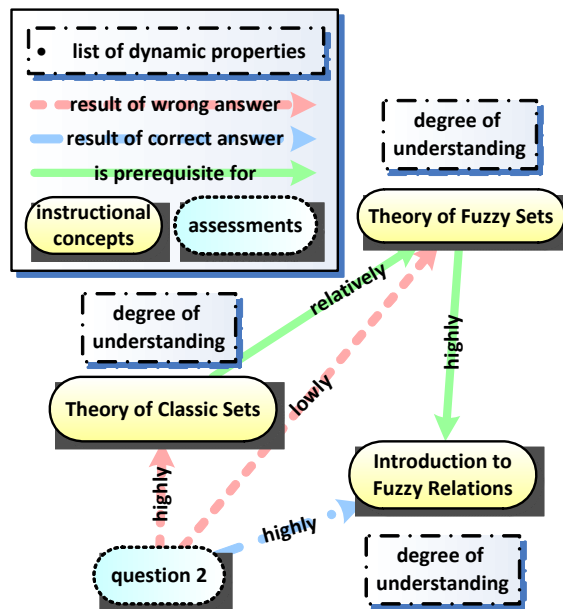 • list of dynamic properties
result of wrong answer
result of correct answer
is prerequisite for
instructional
concepts
assessments
degree of
understanding
Theory of Fuzzy Sets
relatively
highly
degree of
understanding
lowly
Theory of Classic Sets
Introduction to
Fuzzy Relations
highly
highly
question 2
degree of
understanding